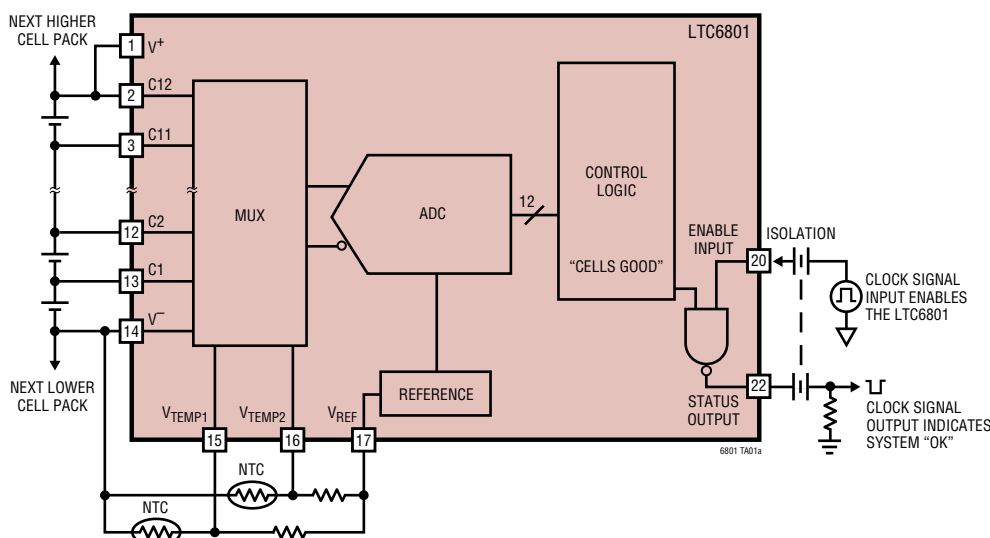 NEXT HIGHER
CELL PACK
LTC6801
1
V+
2
C12
3
C11
12
C2
13
C1
14
V–
MUX
ADC
12
CONTROL
LOGIC
"CELLS GOOD"
REFERENCE
ENABLE
INPUT
ISOLATION
20
CLOCK SIGNAL
INPUT ENABLES
THE LTC6801
22
STATUS
OUTPUT
CLOCK SIGNAL
OUTPUT INDICATES
SYSTEM "OK"
NEXT LOWER
CELL PACK
VTEMP1
VTEMP2
VREF
15
16
17
6801 TA01a
NTC
NTC